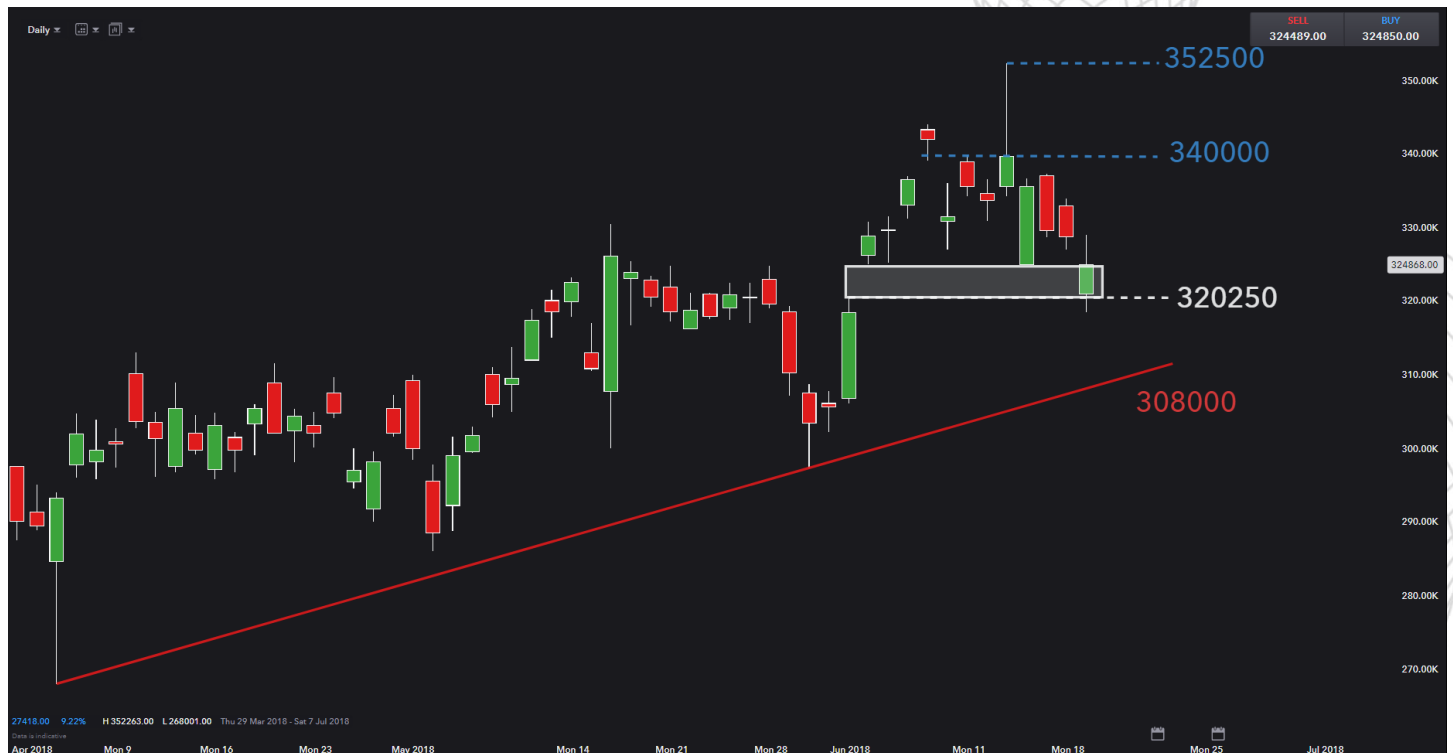 Daily
SELL
BUY
324489.00
324850.00
352500
350.00K
340000
340.00K
330.00K
324868.00
320250
320.00K
310.00K
308000
300.00K
290.00K
280.00K
270.00K
27418.00 9.22% H 352263.00 L 268001.00 Thu 29 Mar 2018 - Sat 7 Jul 2018
Data is indicative
Apr 2018 Mon 9 Mon 16 Mon 23 May 2018 Mon 14 Mon 21 Mon 28 Jun 2018 Mon 11 Mon 18 Mon 25 Jul 2018